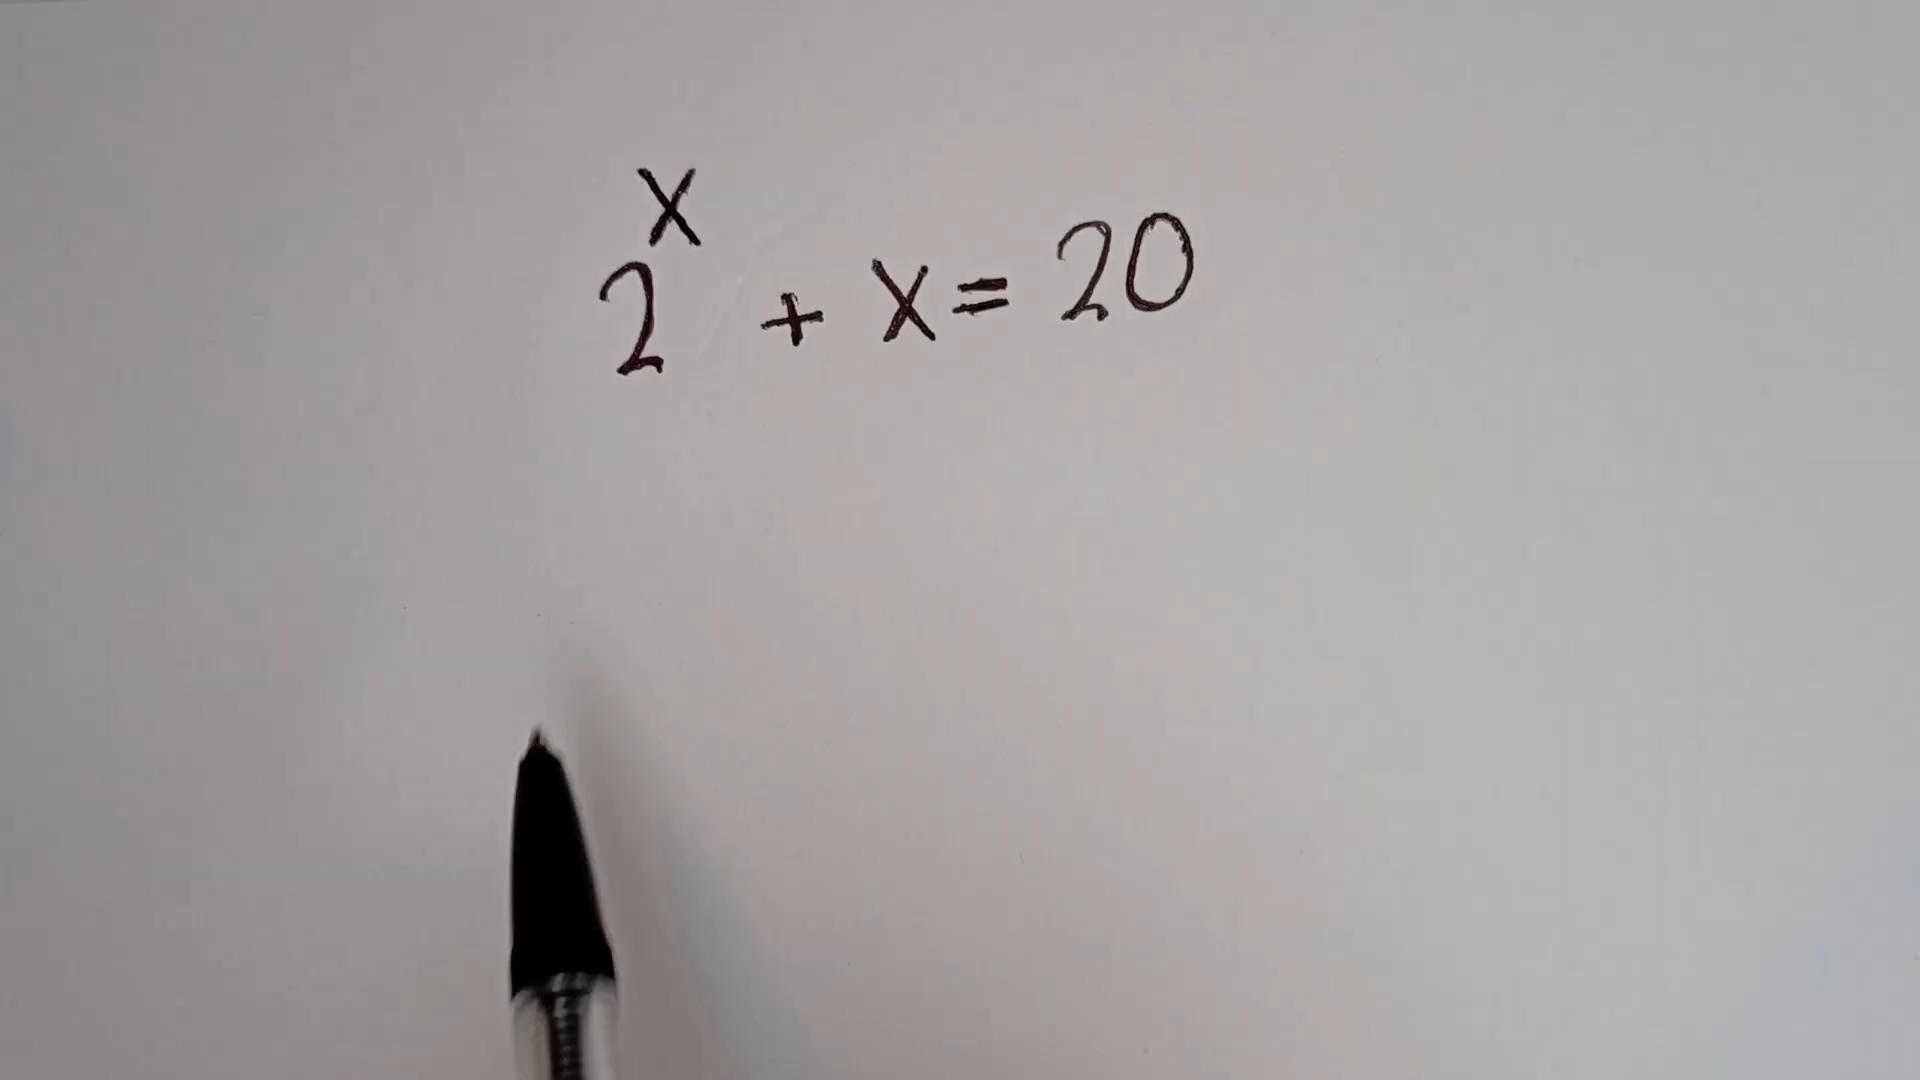 2^x + x = 20